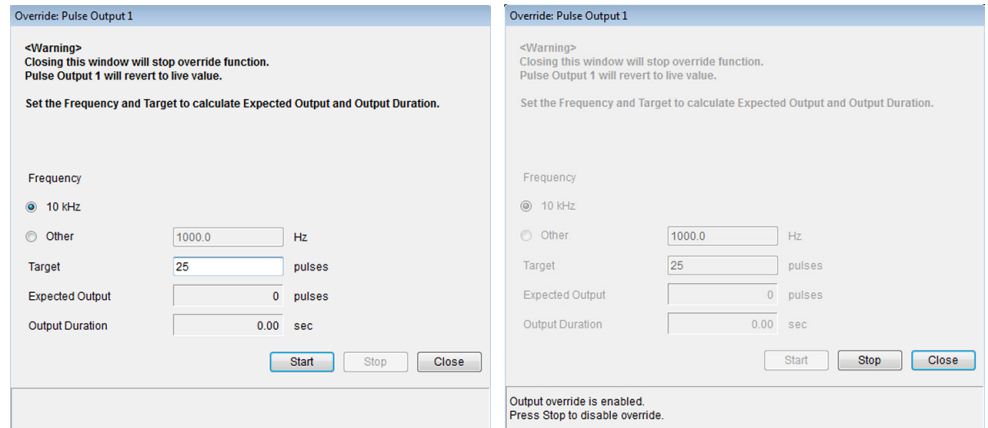 Override: Pulse Output 1
<Warning>
Closing this window will stop override function.
Pulse Output 1 will revert to live value.
Set the Frequency and Target to calculate Expected Output and Output Duration.
Frequency
10 kHz
Other 1000.0 Hz
Target 25 pulses
Expected Output 0 pulses
Output Duration 0.00 sec
Start Stop Close
Override: Pulse Output 1
<Warning>
Closing this window will stop override function.
Pulse Output 1 will revert to live value.
Set the Frequency and Target to calculate Expected Output and Output Duration.
Frequency
10 kHz
Other 1000.0 Hz
Target 25 pulses
Expected Output 0 pulses
Output Duration 0.00 sec
Start Stop Close
Output override is enabled.
Press Stop to disable override.